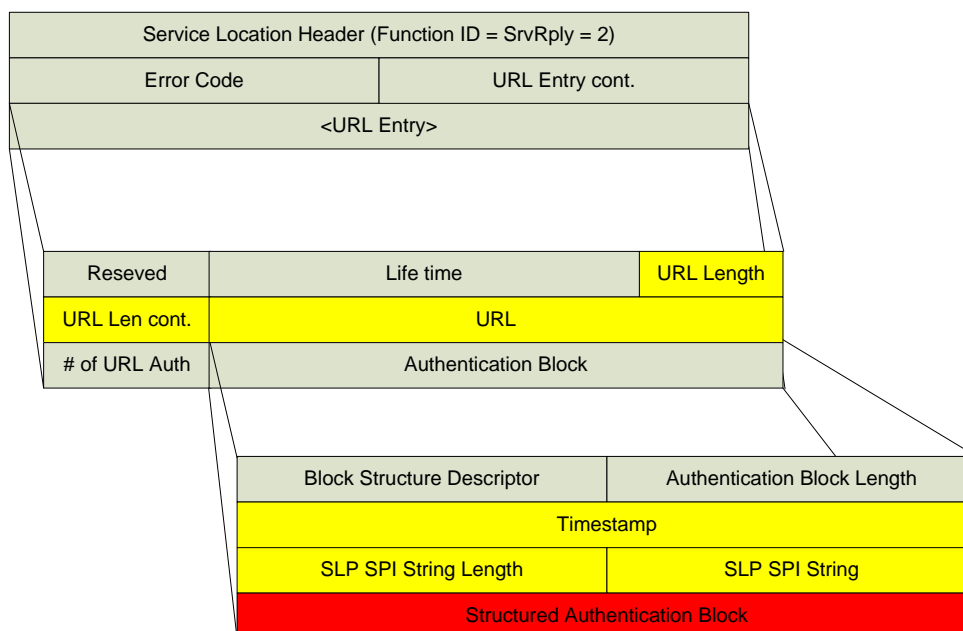 Service Location Header (Function ID = SrvRply = 2)
Error Code URL Entry cont.
<URL Entry>
Reseved Life time URL Length
URL Len cont. URL
# of URL Auth Authentication Block
Block Structure Descriptor Authentication Block Length
Timestamp
SLP SPI String Length SLP SPI String
Structured Authentication Block